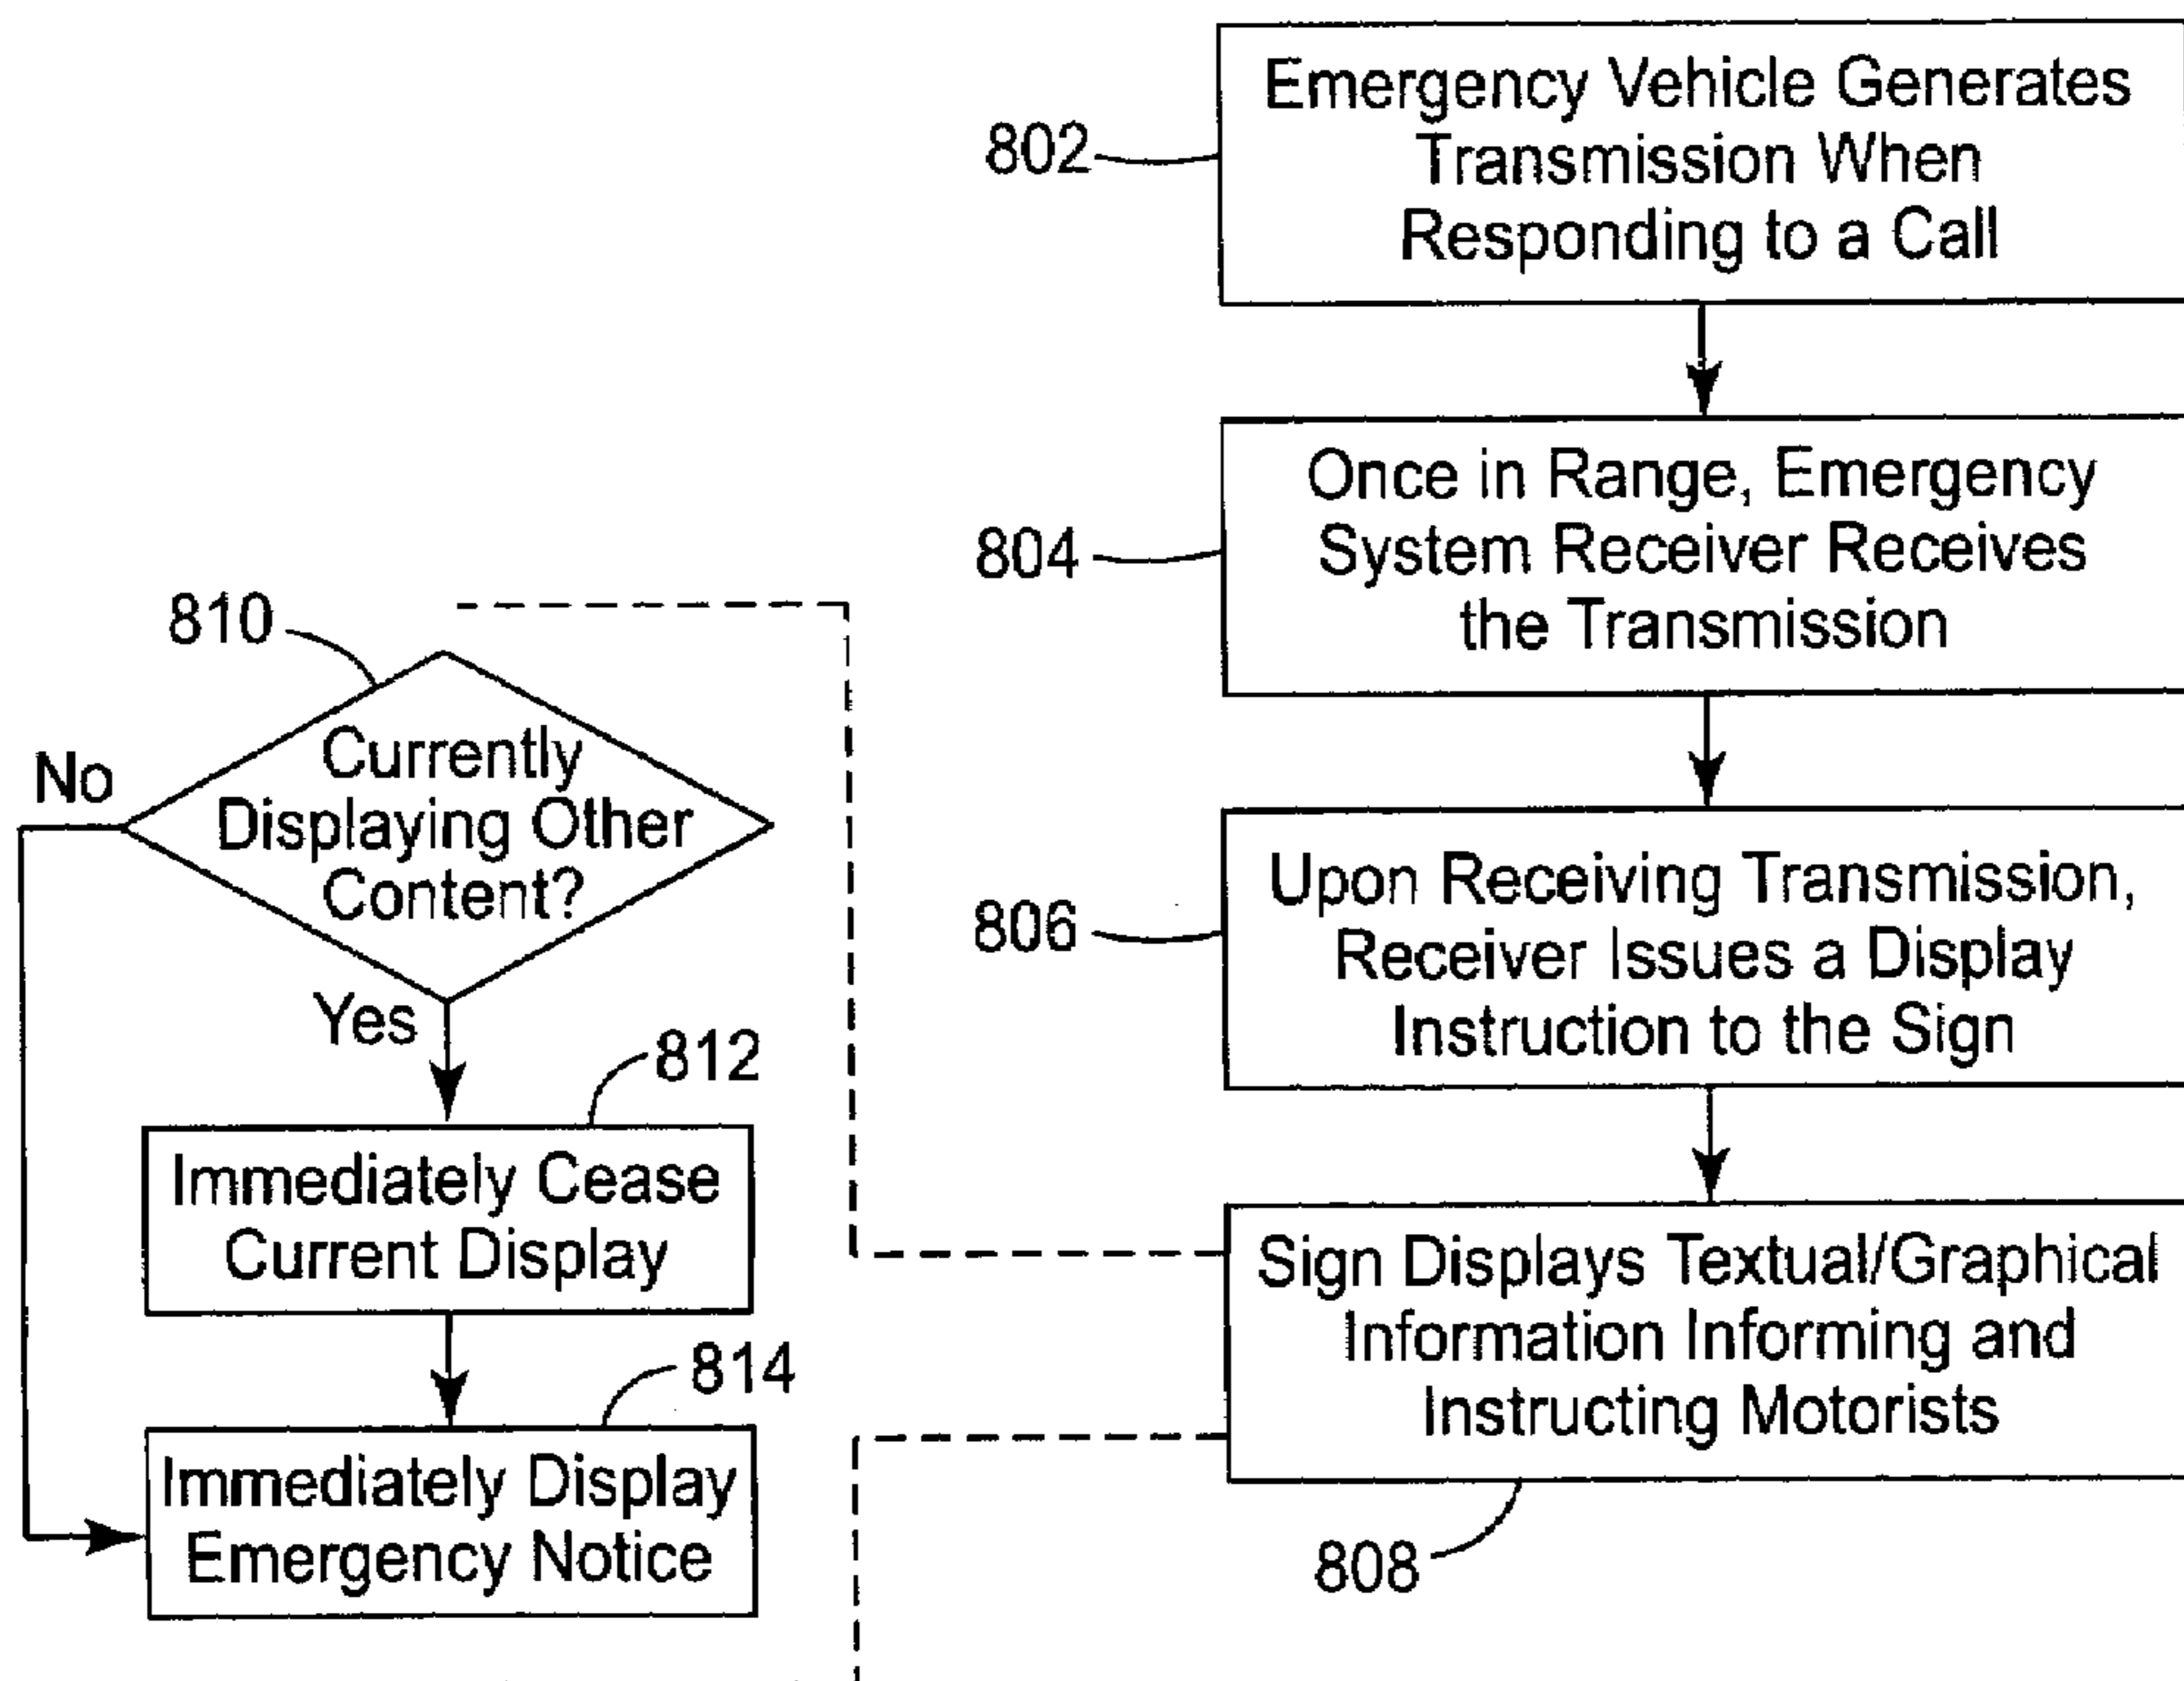 802
Emergency Vehicle Generates
Transmission When
Responding to a Call
804
Once in Range, Emergency
System Receiver Receives
the Transmission
806
Upon Receiving Transmission,
Receiver Issues a Display
Instruction to the Sign
Sign Displays Textual/Graphical
Information Informing and
Instructing Motorists
808
810
Currently
Displaying Other
Content?
No
Yes
812
Immediately Cease
Current Display
814
Immediately Display
Emergency Notice